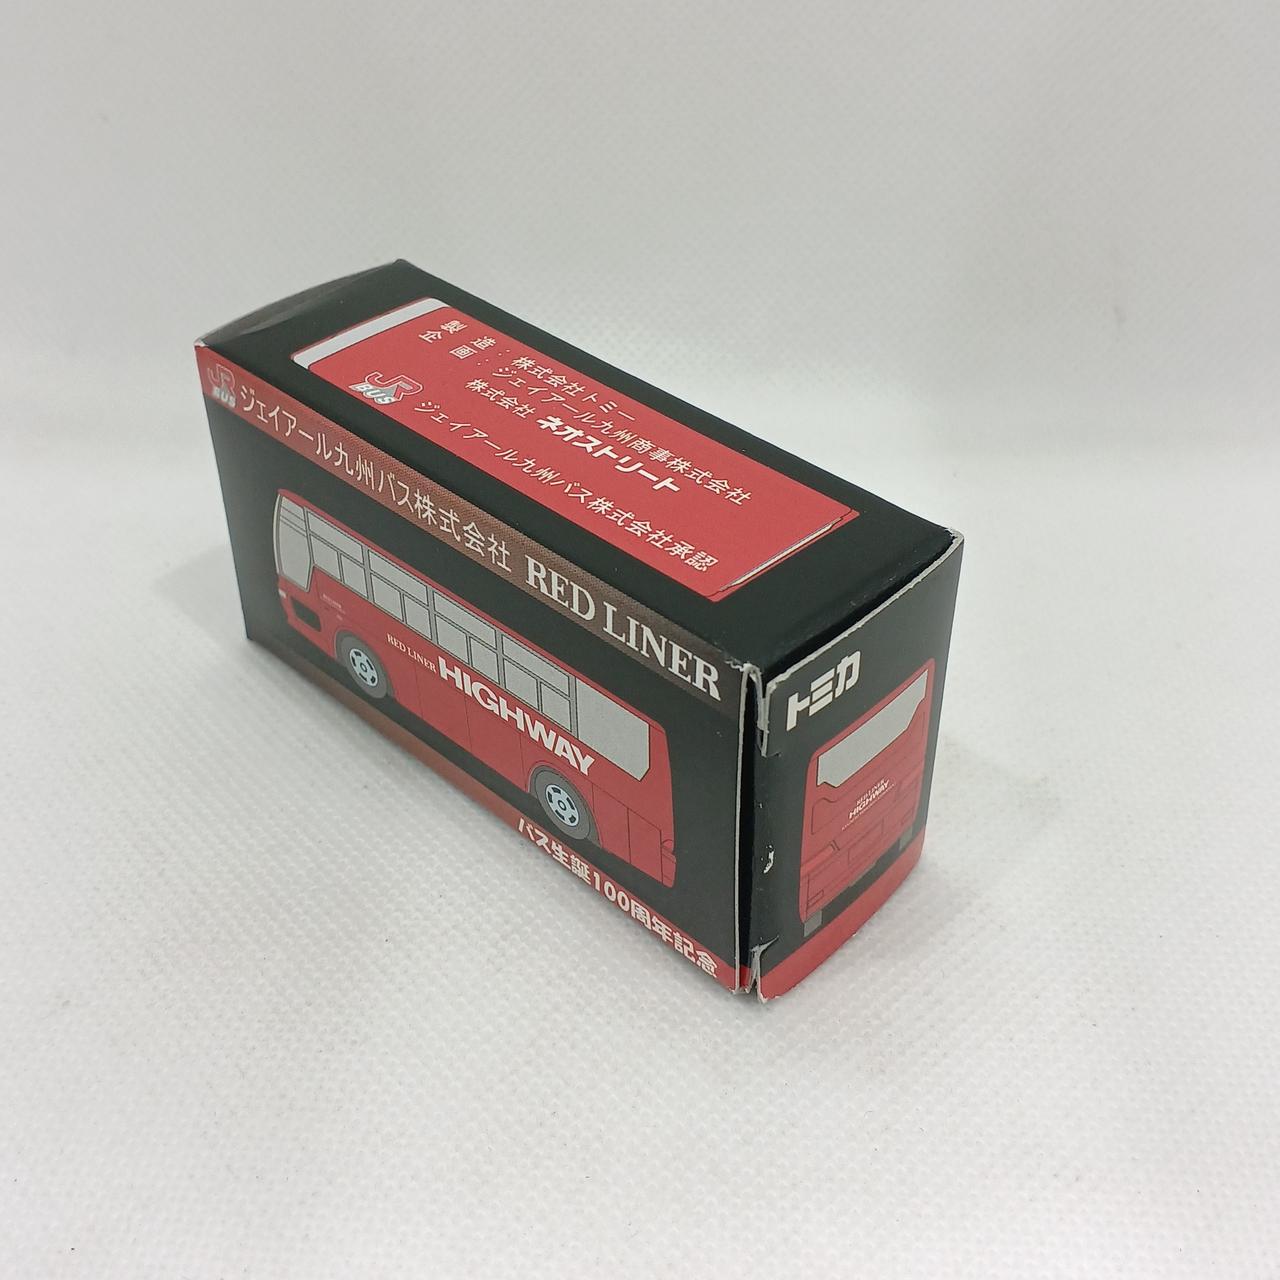 製造：株式会社トミー
企画：ジェイアール九州商事株式会社
株式会社 ネオストリート
JR BUS ジェイアール九州バス株式会社承認
JR BUS ジェイアール九州バス株式会社 RED LINER
RED LINER HIGHWAY
バス生誕100周年記念
トミカ
RED LINER
HIGHWAY